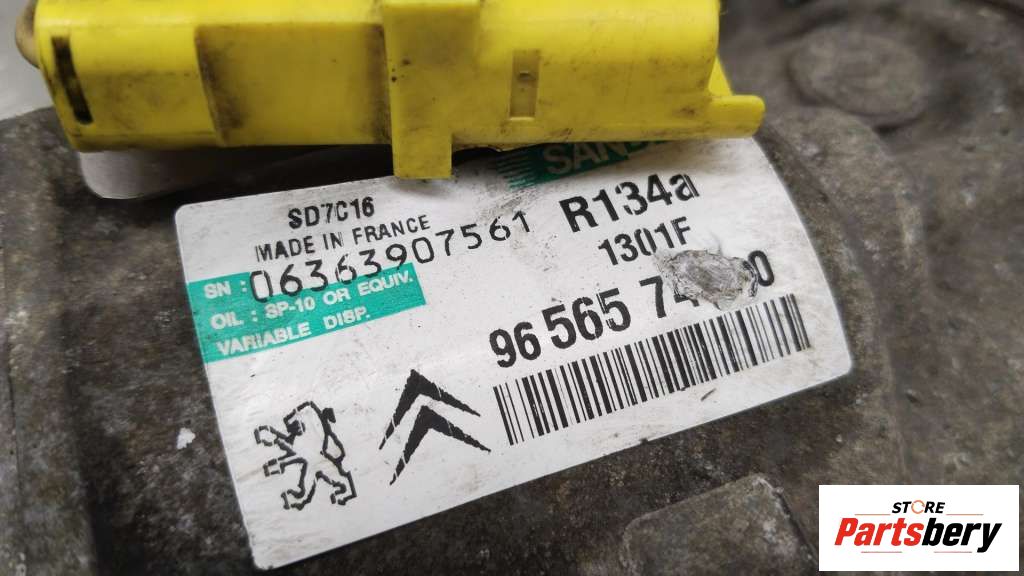 R134a
SD7C16
MADE IN FRANCE
1301F
SN : 06363907561
OIL : SP-10 OR EQUIV.
VARIABLE DISP.
96 565
STORE
Partsbery